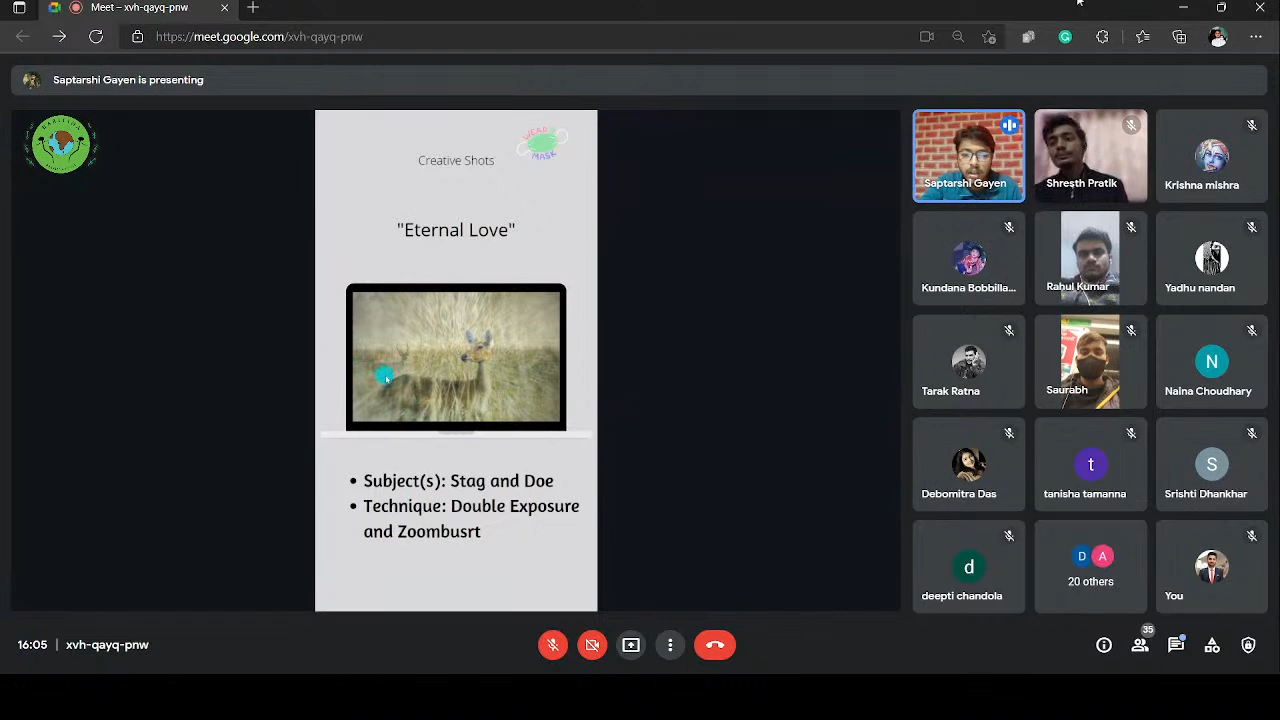 Meet – xvh-qayq-pnw
https://meet.google.com/xvh-qayq-pnw
Saptarshi Gayen is presenting
WEAR
MASK
Creative Shots
"Eternal Love"
• Subject(s): Stag and Doe
• Technique: Double Exposure
and Zoombusrt
Saptarshi Gayen
Shresth Pratik
Krishna mishra
Kundana Bobbilla...
Rahul Kumar
Yadhu nandan
Tarak Ratna
Saurabh
N
Naina Choudhary
Debomitra Das
t
tanisha tamanna
S
Srishti Dhankhar
d
deepti chandola
D A
20 others
You
16:05 | xvh-qayq-pnw
35